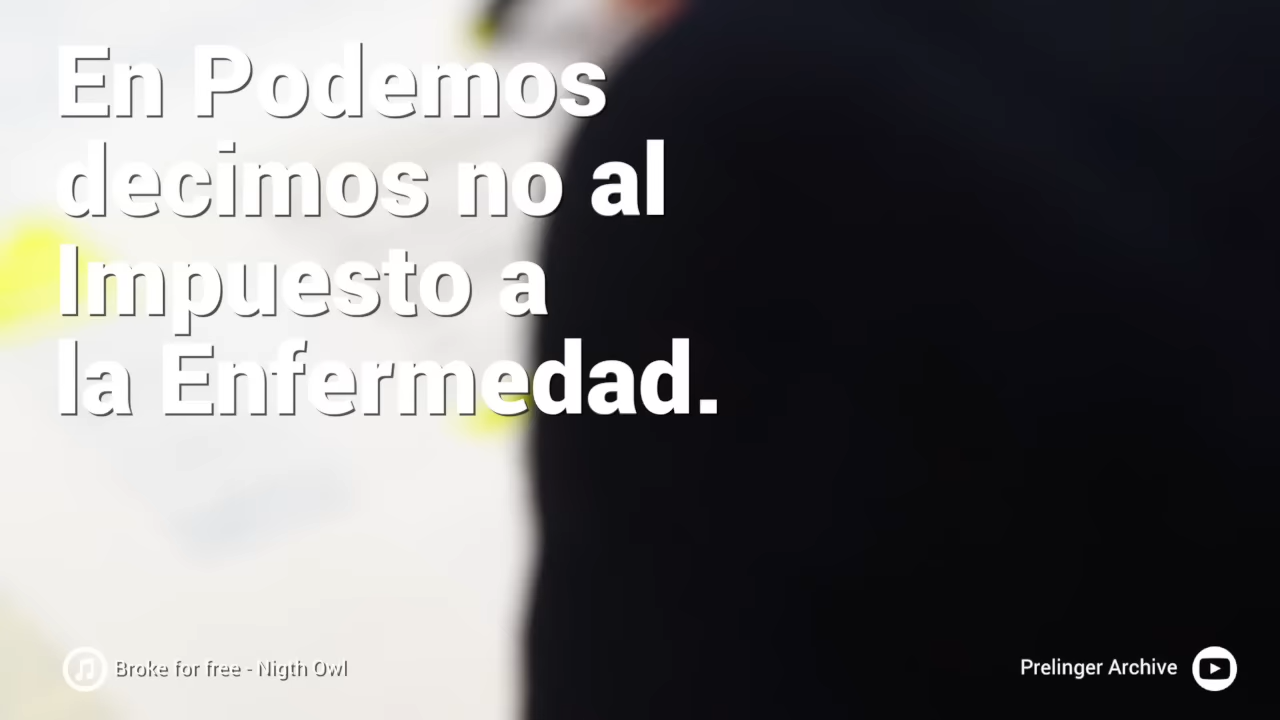 En Podemos
decimos no al
Impuesto a
la Enfermedad.
Broke for free - Nigth Owl
Prelinger Archive